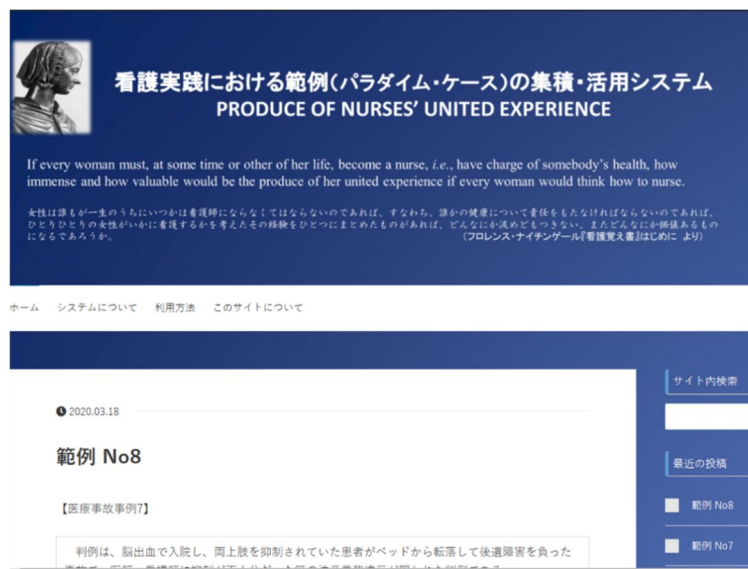 看護実践における範例(パラダイム・ケース)の集積・活用システム
PRODUCE OF NURSES' UNITED EXPERIENCE
If every woman must, at some time or other of her life, become a nurse, i.e., have charge of somebody's health, how
immense and how valuable would be the produce of her united experience if every woman would think how to nurse.
女性は誰もが一生のうちにいつかは看護師にならなくてはならないのであれば、すなわち、誰かの健康について責任をもたなければならないのであれば、
ひとりひとりの女性がいかに看護するかを考えたその経験をひとつにまとめたものがあれば、どんなにか汲めどもつきない、またどんなにか価値あるもの
になるであろうか。 (フロレンス・ナイチンゲール『看護覚え書』はじめに より)
ホーム システムについて 利用方法 このサイトについて
サイト内検索
2020.03.18
範例 No8
最近の投稿
【医療事故事例7】
範例 No8
範例 No7
判例は、脳出血で入院し、両上肢を抑制されていた患者がベッドから転落して後遺障害を負った